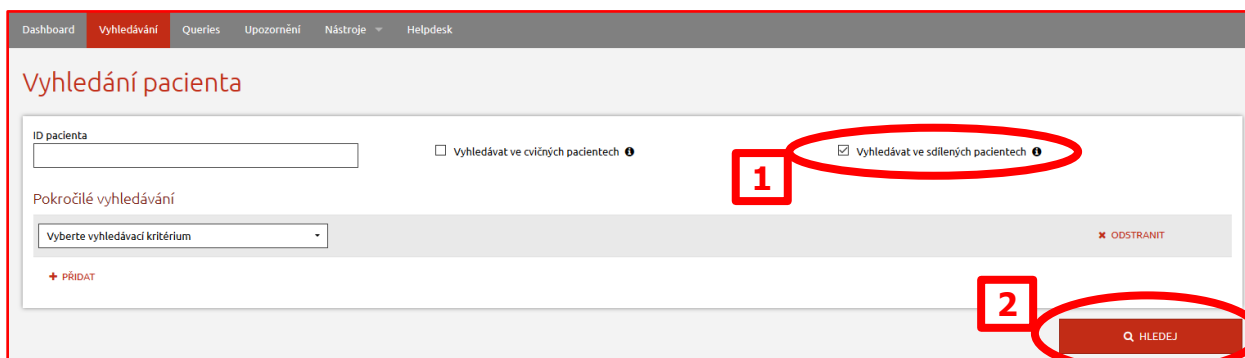 Dashboard Vyhledávání Queries Upozornění Nástroje Helpdesk
Vyhledání pacienta
ID pacienta
Vyhledávat ve cvičných pacientech
Vyhledávat ve sdílených pacientech
1
Pokročilé vyhledávání
Vyberte vyhledávací kritérium
ODSTRANIT
+ PŘIDAT
2
HLEDEJ